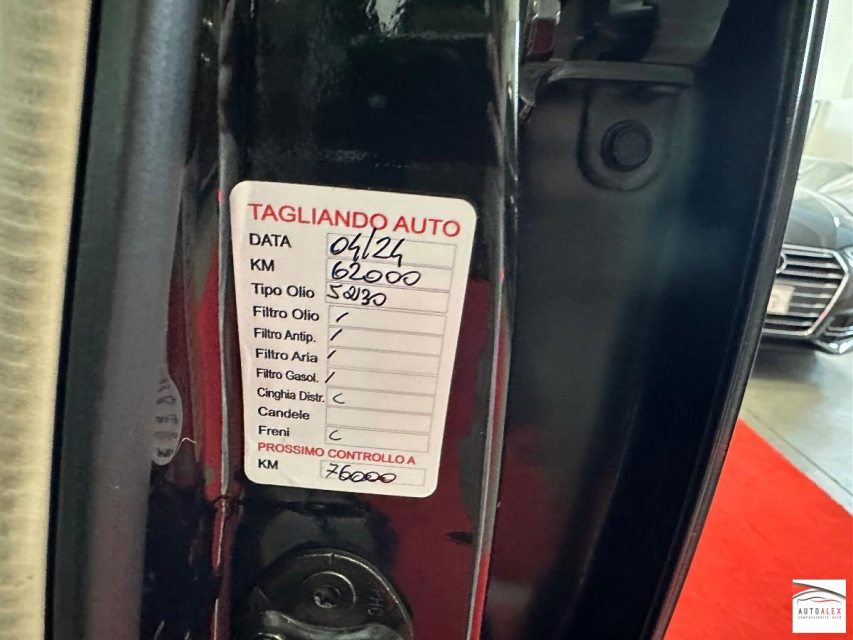 TAGLIANDO AUTO
DATA 04/24
KM 62000
Tipo Olio 5W30
Filtro Olio /
Filtro Antip. /
Filtro Aria /
Filtro Gasol. /
Cinghia Distr. C
Candele
Freni C
PROSSIMO CONTROLLO A
KM 76000
AUTOALEX